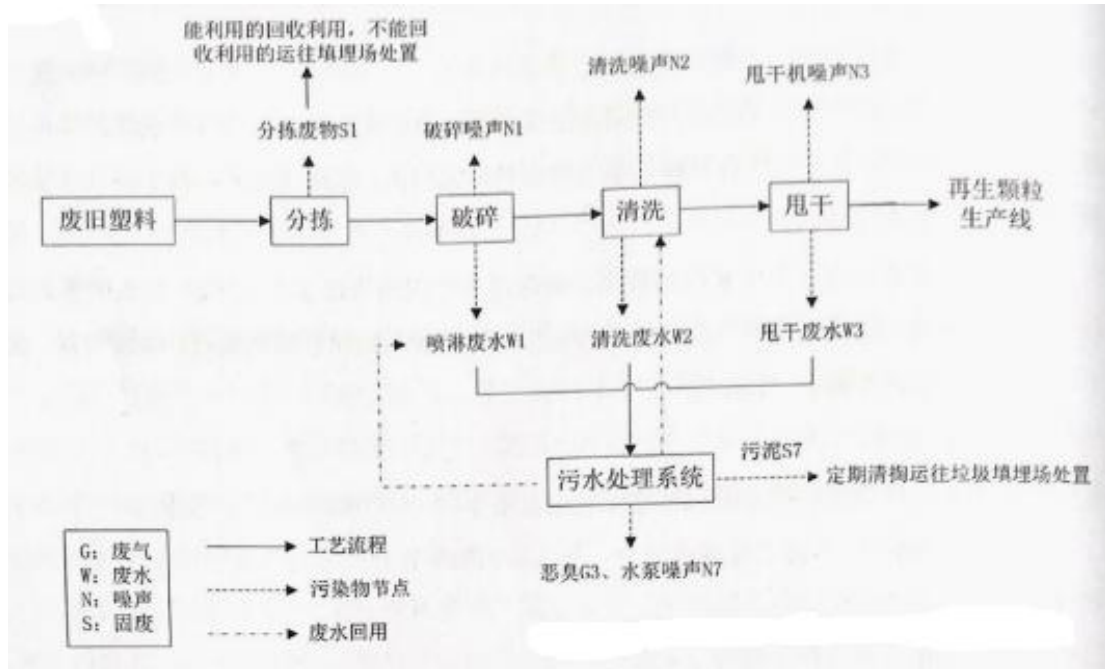 能利用的回收利用，不能回
收利用的运往填埋场处置
清洗噪声N2
甩干机噪声N3
分拣废物S1
破碎噪声N1
废旧塑料
分拣
破碎
清洗
甩干
再生颗粒
生产线
喷淋废水W1
清洗废水W2
甩干废水W3
污水处理系统
污泥S7
定期清掏运往垃圾填埋场处置
恶臭G3、水泵噪声N7
G：废气
W：废水
N：噪声
S：固废
工艺流程
污染物节点
废水回用